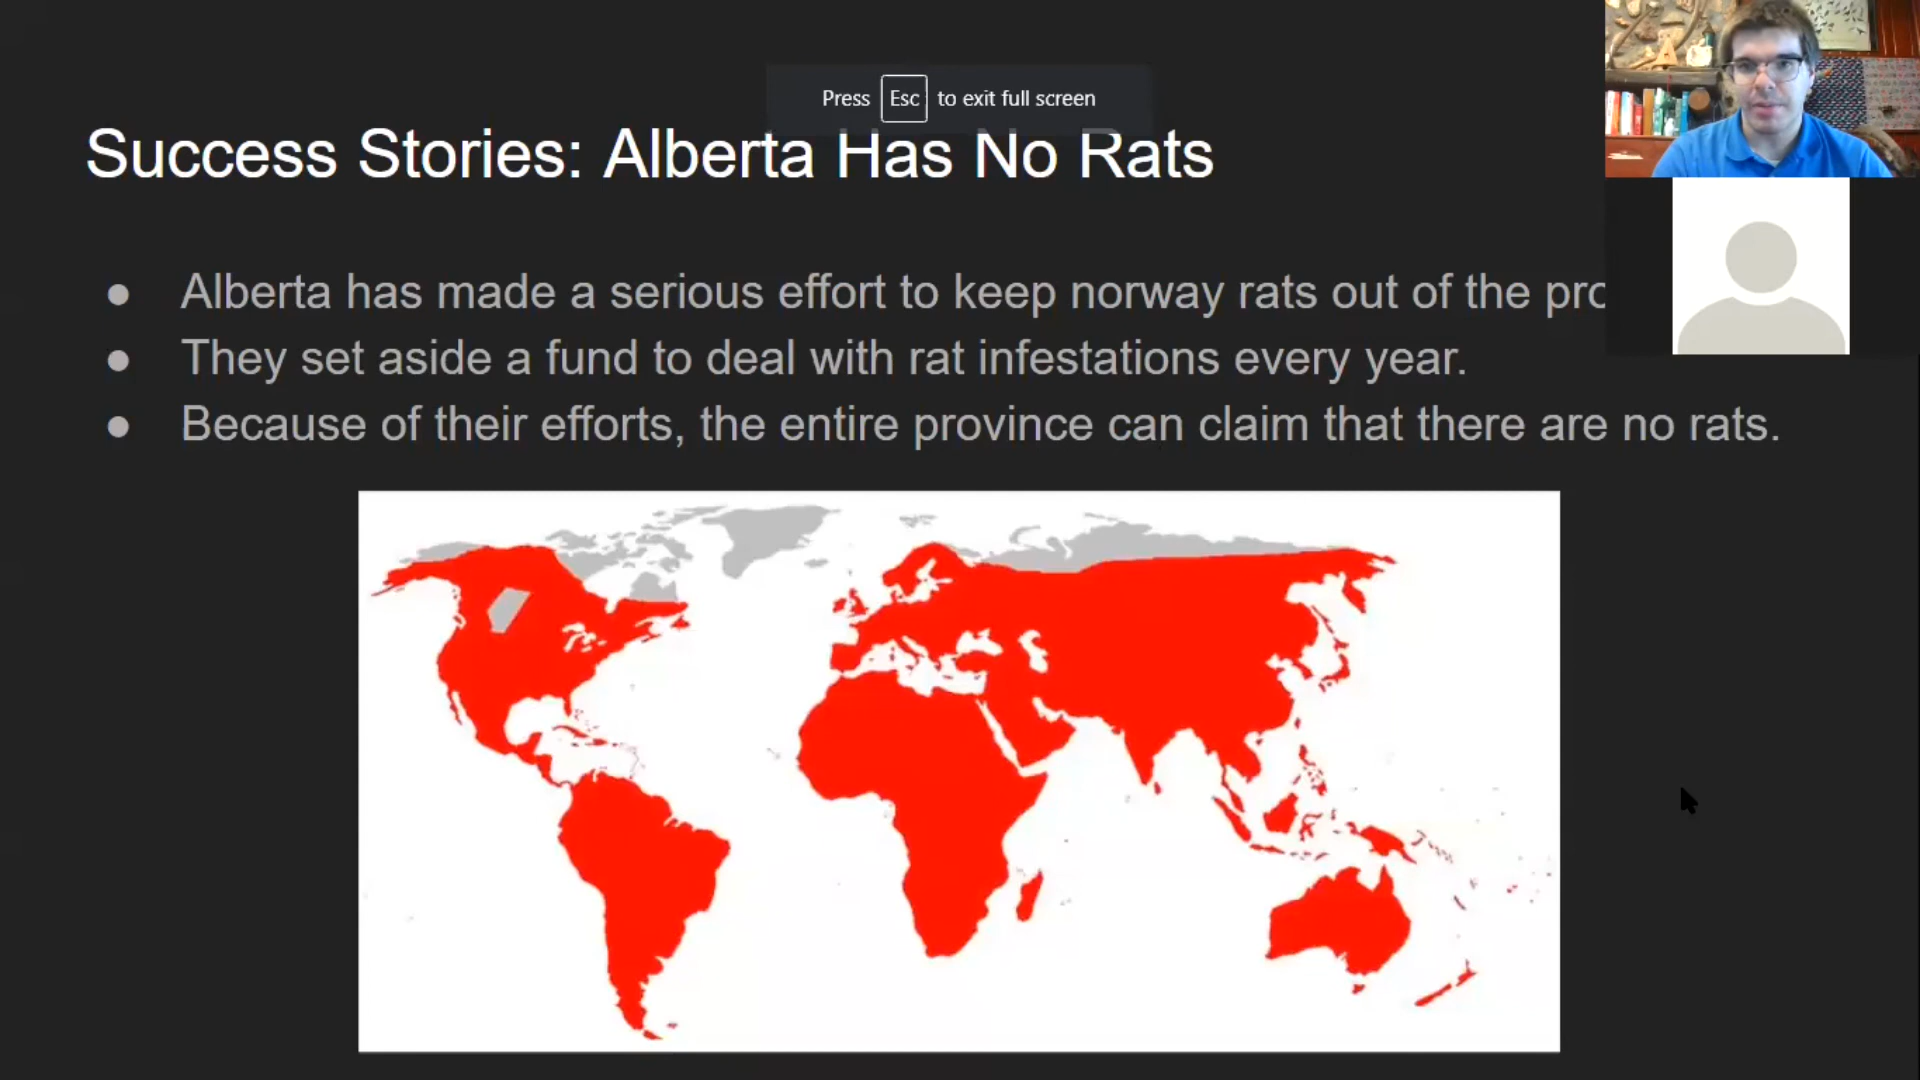 Press Esc to exit full screen
Success Stories: Alberta Has No Rats
● Alberta has made a serious effort to keep norway rats out of the
● They set aside a fund to deal with rat infestations every year.
● Because of their efforts, the entire province can claim that there are no rats.